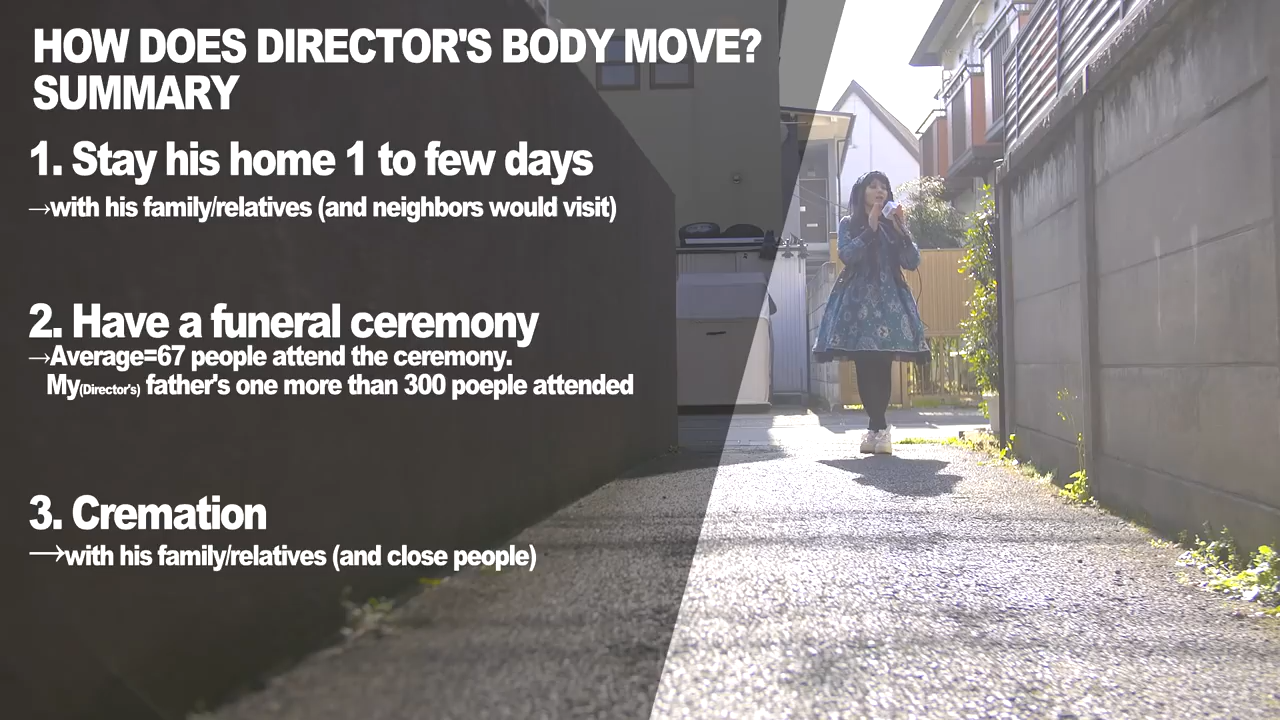 HOW DOES DIRECTOR'S BODY MOVE?
SUMMARY
1. Stay his home 1 to few days
→with his family/relatives (and neighbors would visit)
2. Have a funeral ceremony
→Average=67 people attend the ceremony.
My(Director's) father's one more than 300 poeple attended
3. Cremation
→with his family/relatives (and close people)